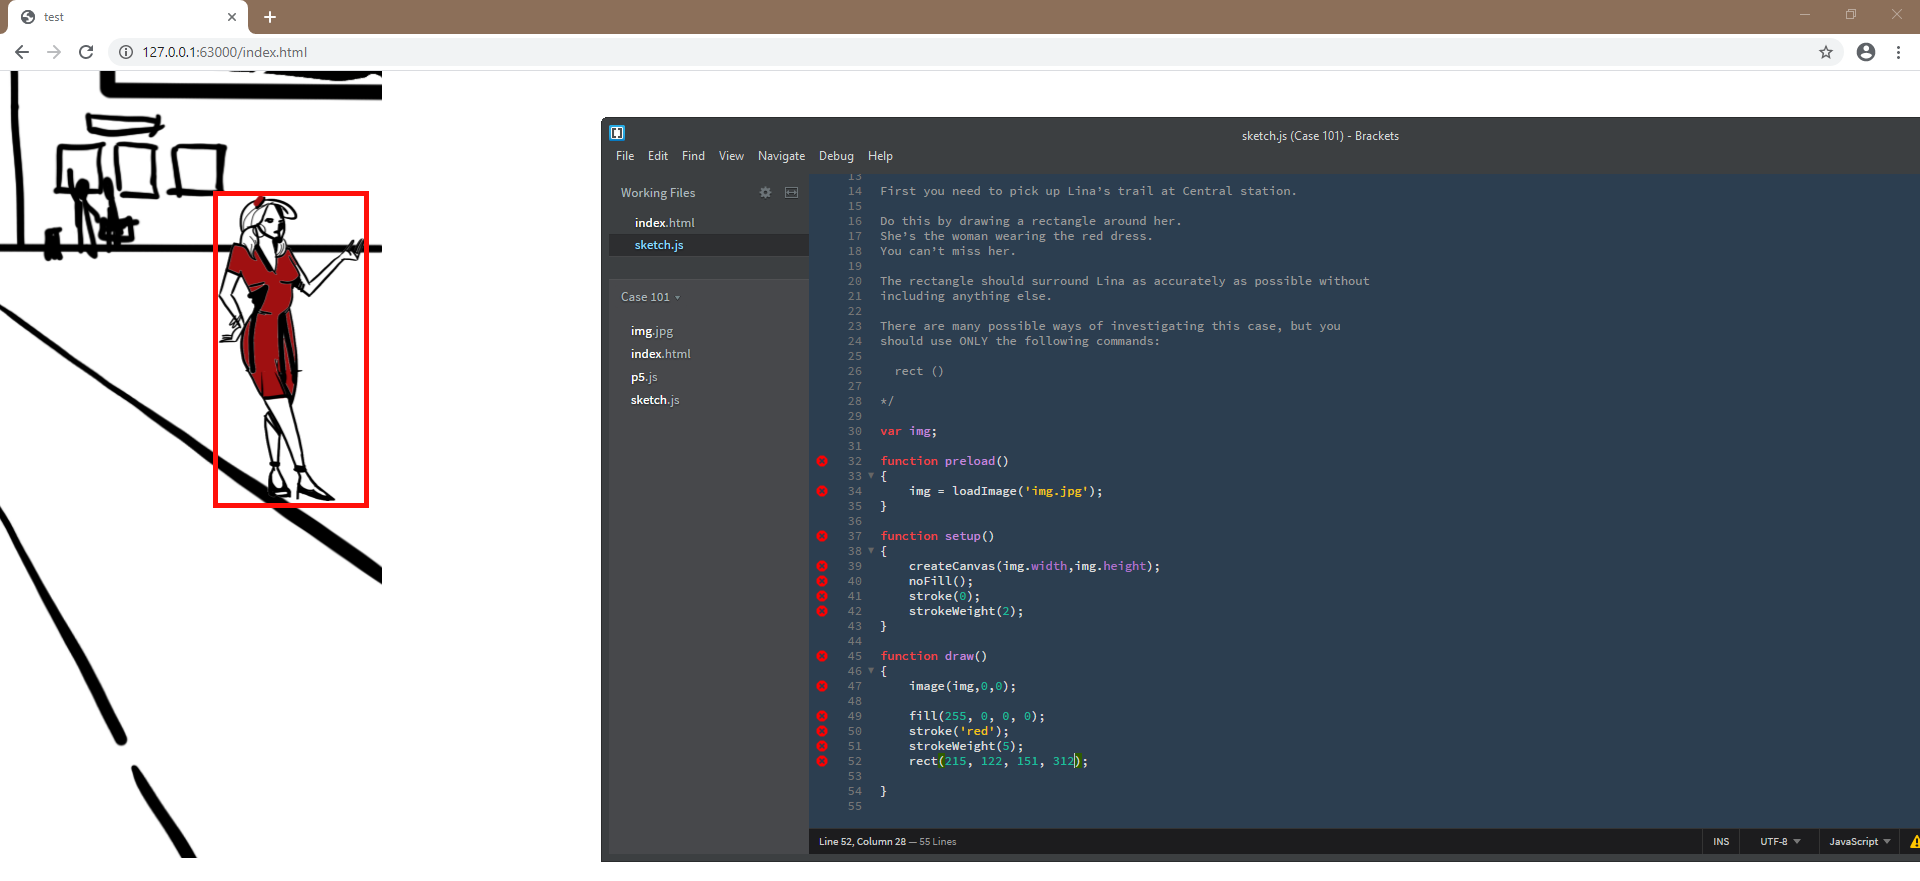 test
127.0.0.1:63000/index.html
sketch.js (Case 101) - Brackets
File Edit Find View Navigate Debug Help
Working Files
index.html
sketch.js
Case 101
img.jpg
index.html
p5.js
sketch.js
13
14 First you need to pick up Lina's trail at Central station.
15
16 Do this by drawing a rectangle around her.
17 She's the woman wearing the red dress.
18 You can't miss her.
19
20 The rectangle should surround Lina as accurately as possible without
21 including anything else.
22
23 There are many possible ways of investigating this case, but you
24 should use ONLY the following commands:
25
26 rect ()
27
28 */
29
30 var img;
31
32 function preload()
33 {
34 img = loadImage('img.jpg');
35 }
36
37 function setup()
38 {
39 createCanvas(img.width,img.height);
40 noFill();
41 stroke(0);
42 strokeWeight(2);
43 }
44
45 function draw()
46 {
47 image(img,0,0);
48
49 fill(255, 0, 0, 0);
50 stroke('red');
51 strokeWeight(5);
52 rect(215, 122, 151, 312);
53
54 }
55
Line 52, Column 28 — 55 Lines
INS UTF-8 JavaScript